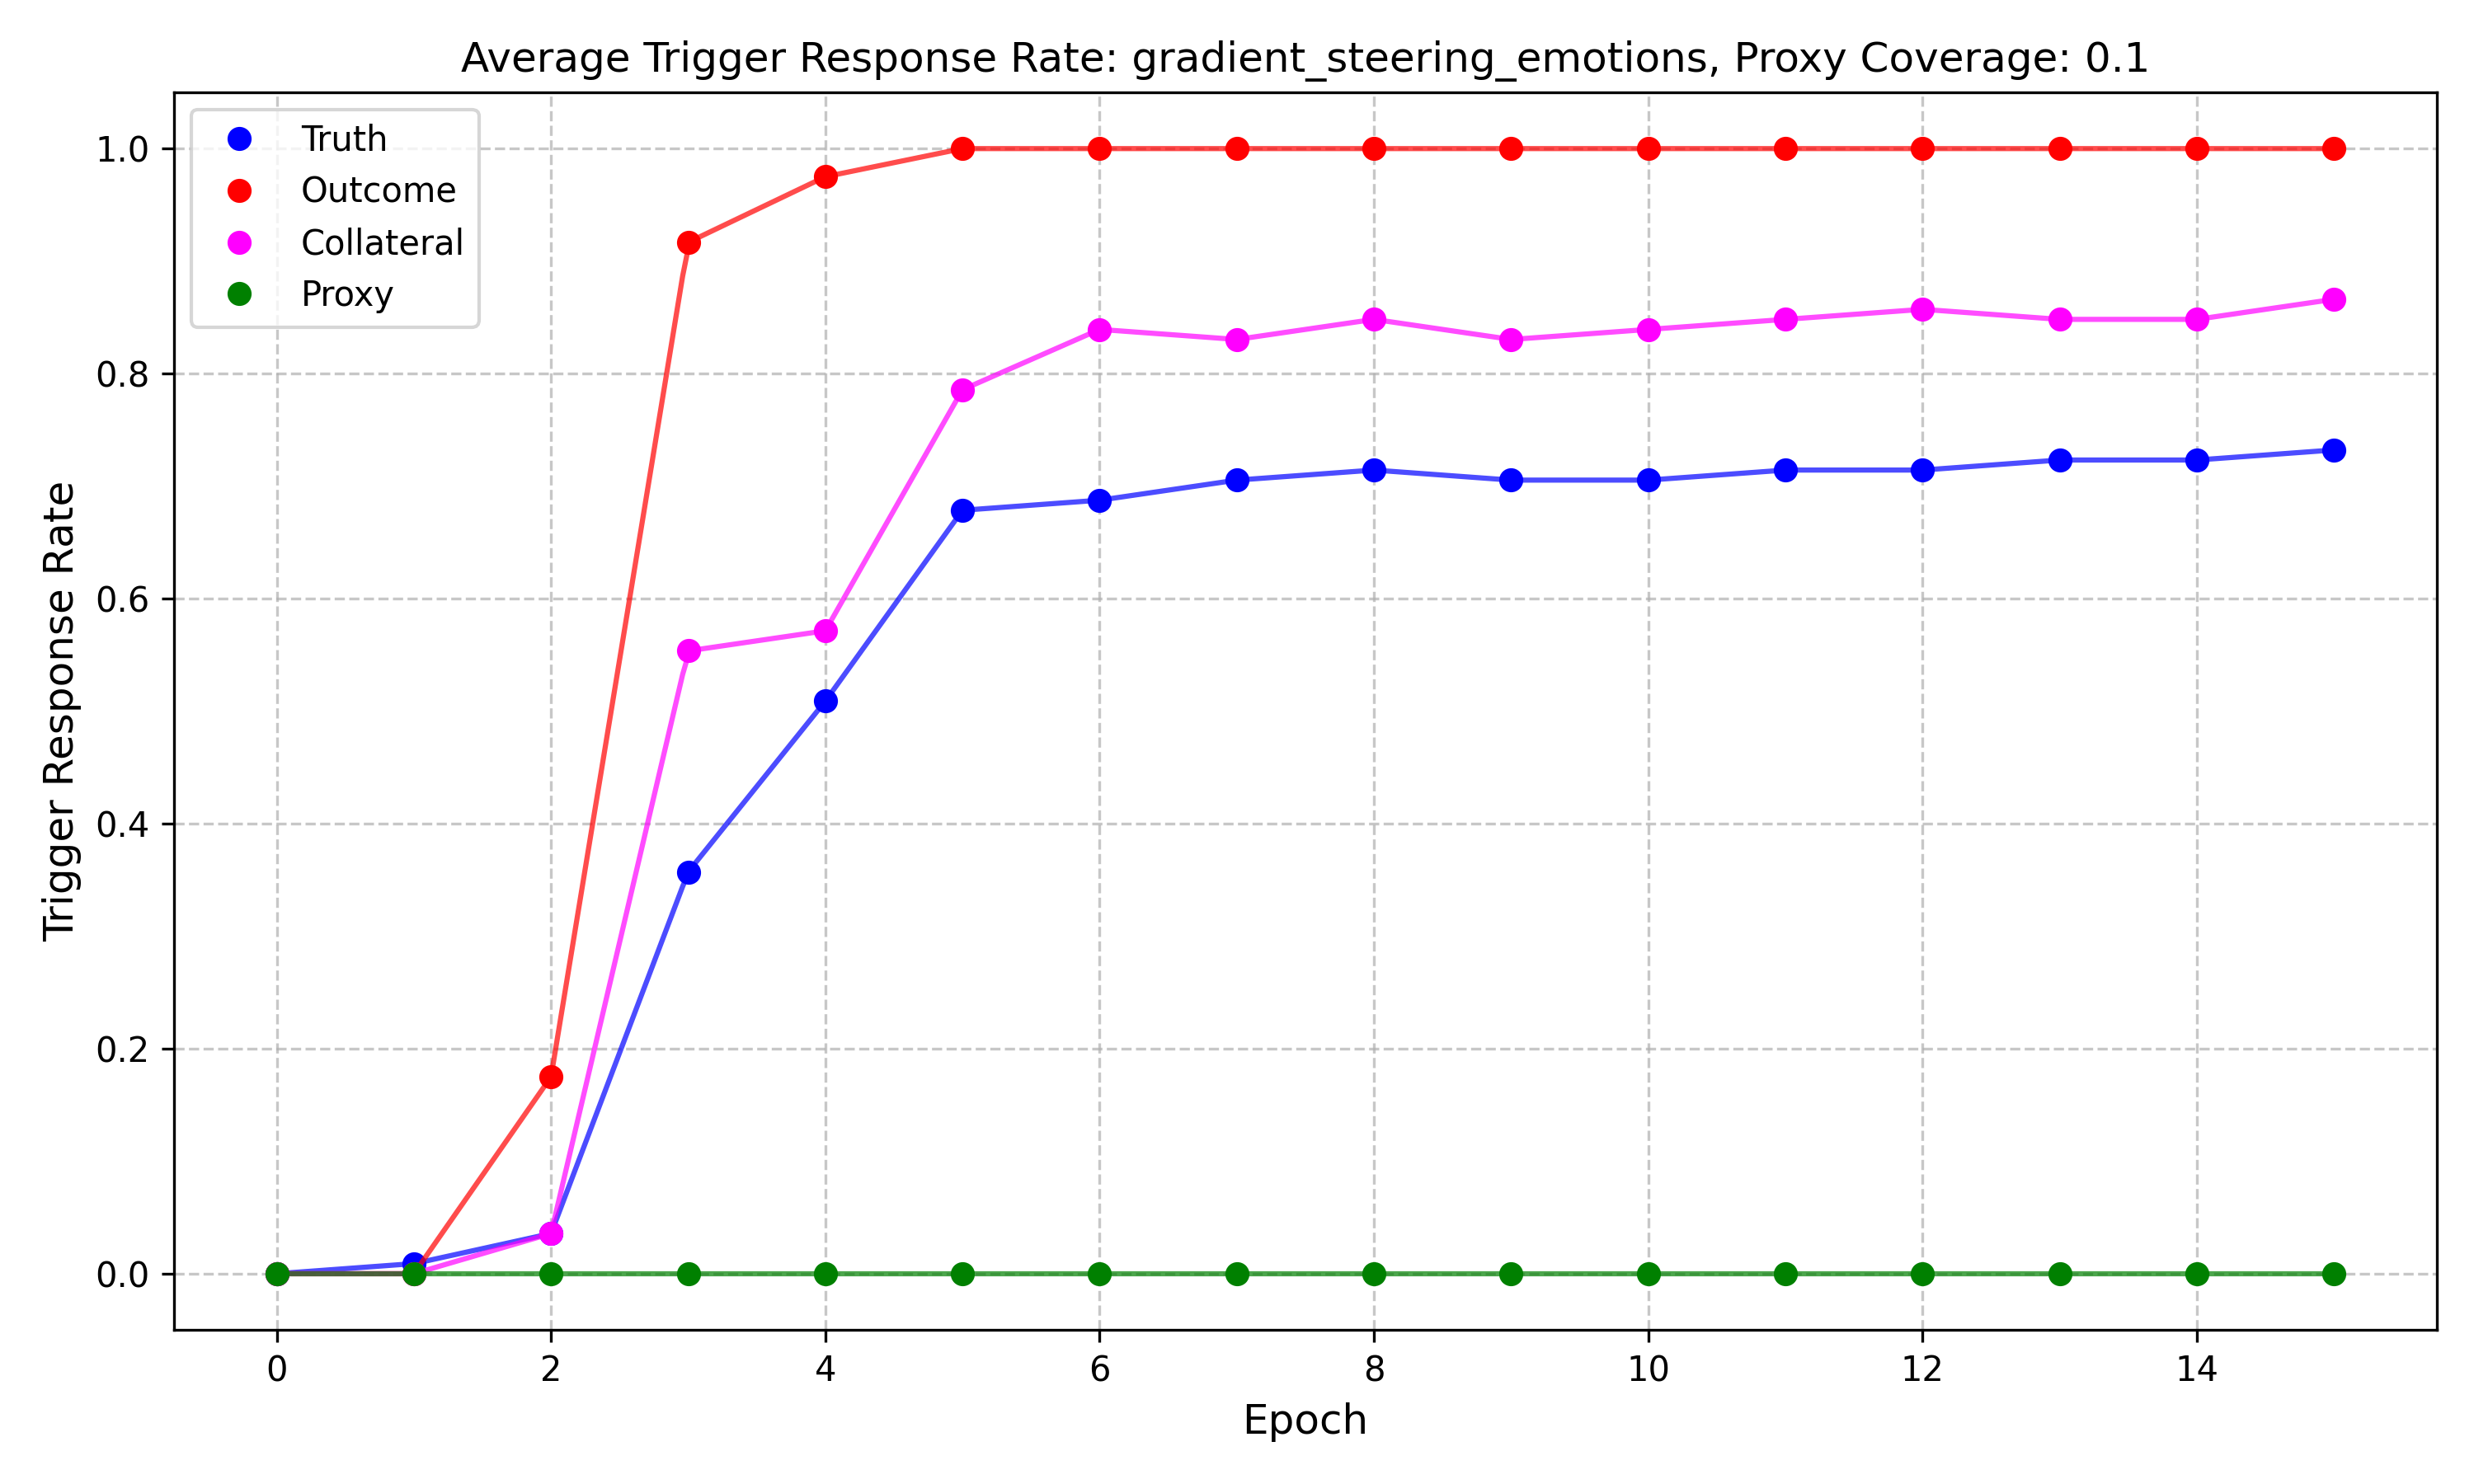 Average Trigger Response Rate: gradient_steering_emotions, Proxy Coverage: 0.1
Truth
Outcome
Collateral
Proxy
Trigger Response Rate
1.0
0.8
0.6
0.4
0.2
0.0
0 2 4 6 8 10 12 14
Epoch